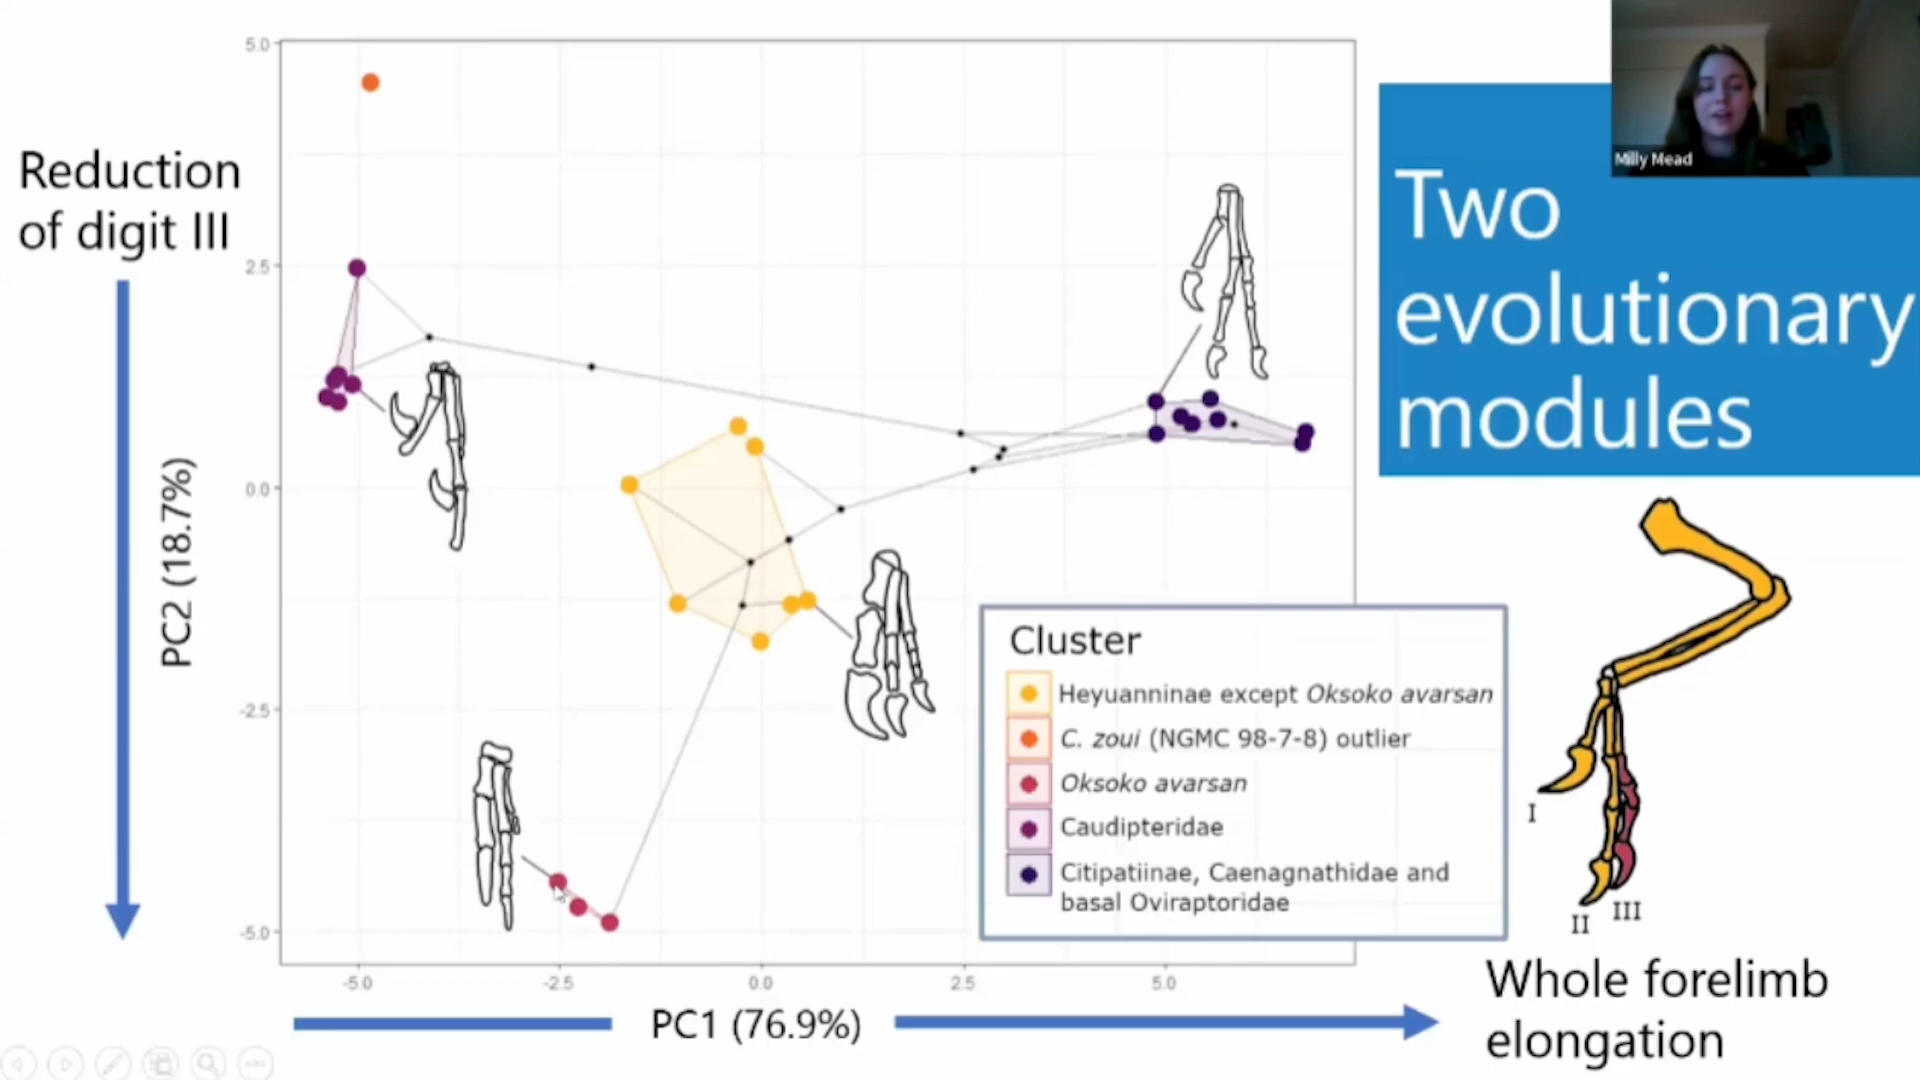 Milly Mead
Two
evolutionary
modules
Reduction
of digit III
5.0
2.5
0.0
-2.5
-5.0
PC2 (18.7%)
-5.0
-2.5
0.0
2.5
5.0
PC1 (76.9%)
Cluster
Heyuanninae except Oksoko avarsan
C. zoui (NGMC 98-7-8) outlier
Oksoko avarsan
Caudipteridae
Citipatiinae, Caenagnathidae and
basal Oviraptoridae
I
II
III
Whole forelimb
elongation